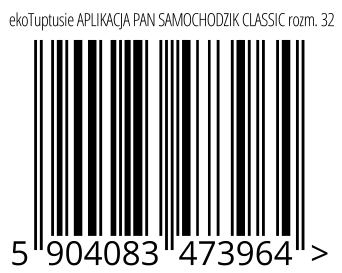 ekoTuptusie APLIKACJA PAN SAMOCHODZIK CLASSIC rozm. 32
5 904083 473964 >